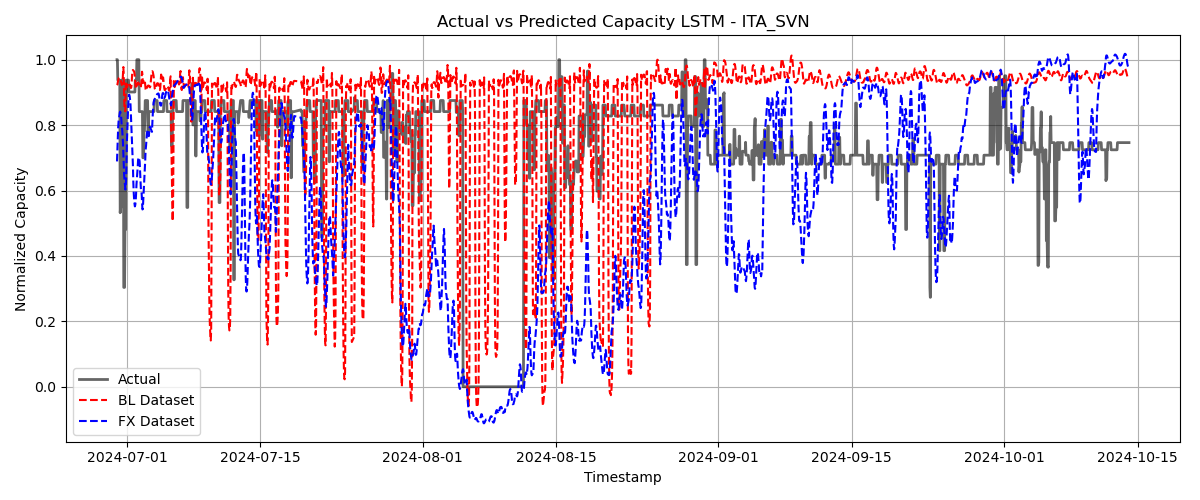 Actual vs Predicted Capacity LSTM - ITA_SVN
Normalized Capacity
1.0
0.8
0.6
0.4
0.2
0.0
Actual
BL Dataset
FX Dataset
2024-07-01 2024-07-15 2024-08-01 2024-08-15 2024-09-01 2024-09-15 2024-10-01 2024-10-15
Timestamp